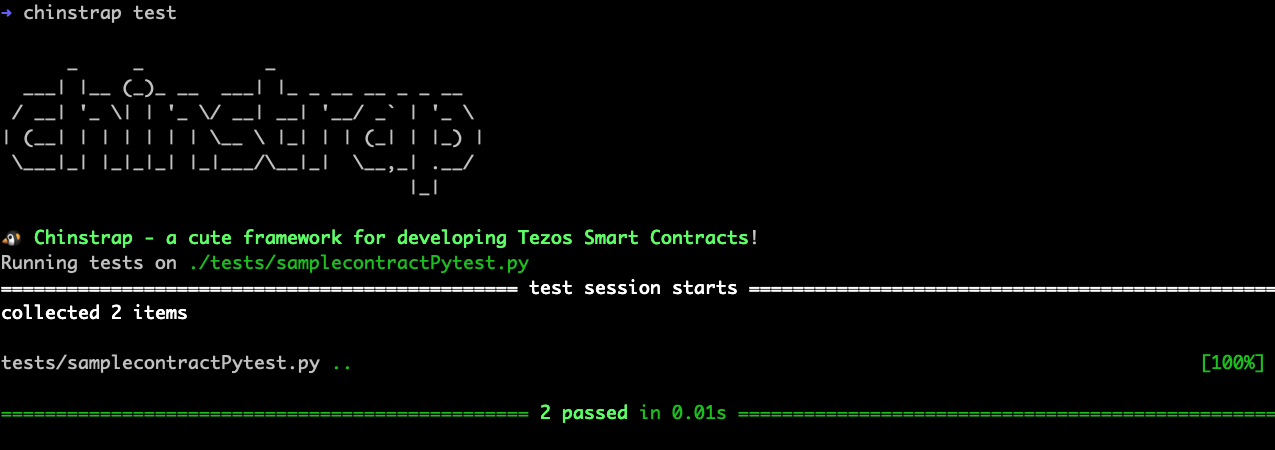 → chinstrap test
       _     _           _
  ___| |__ (_)_ __  ___| |_ _ __ __ _ _ __
 / __| '_ \| | '_ \/ __| __| '__/ _` | '_ \
| (__| | | | | | | \__ \ |_| | | (_| | |_) |
 \___|_| |_|_|_| |_|___/\__|_|  \__,_| .__/
                                     |_|
🐧 Chinstrap - a cute framework for developing Tezos Smart Contracts!
Running tests on ./tests/samplecontractPytest.py
=============================================== test session starts ================================================
collected 2 items
tests/samplecontractPytest.py .. [100%]
================================================ 2 passed in 0.01s =================================================